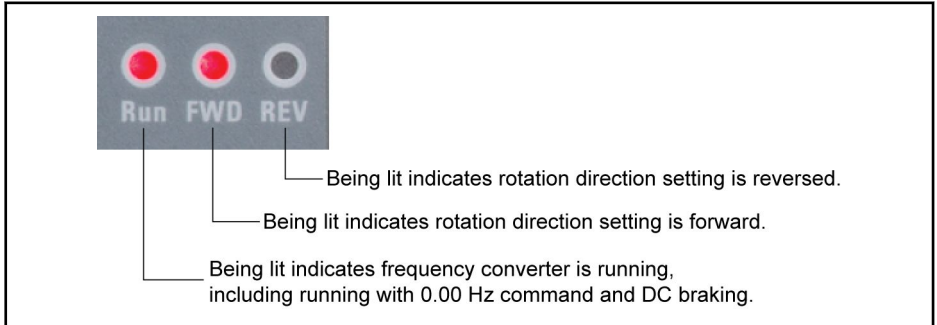 Run FWD REV
Being lit indicates rotation direction setting is reversed.
Being lit indicates rotation direction setting is forward.
Being lit indicates frequency converter is running,
including running with 0.00 Hz command and DC braking.